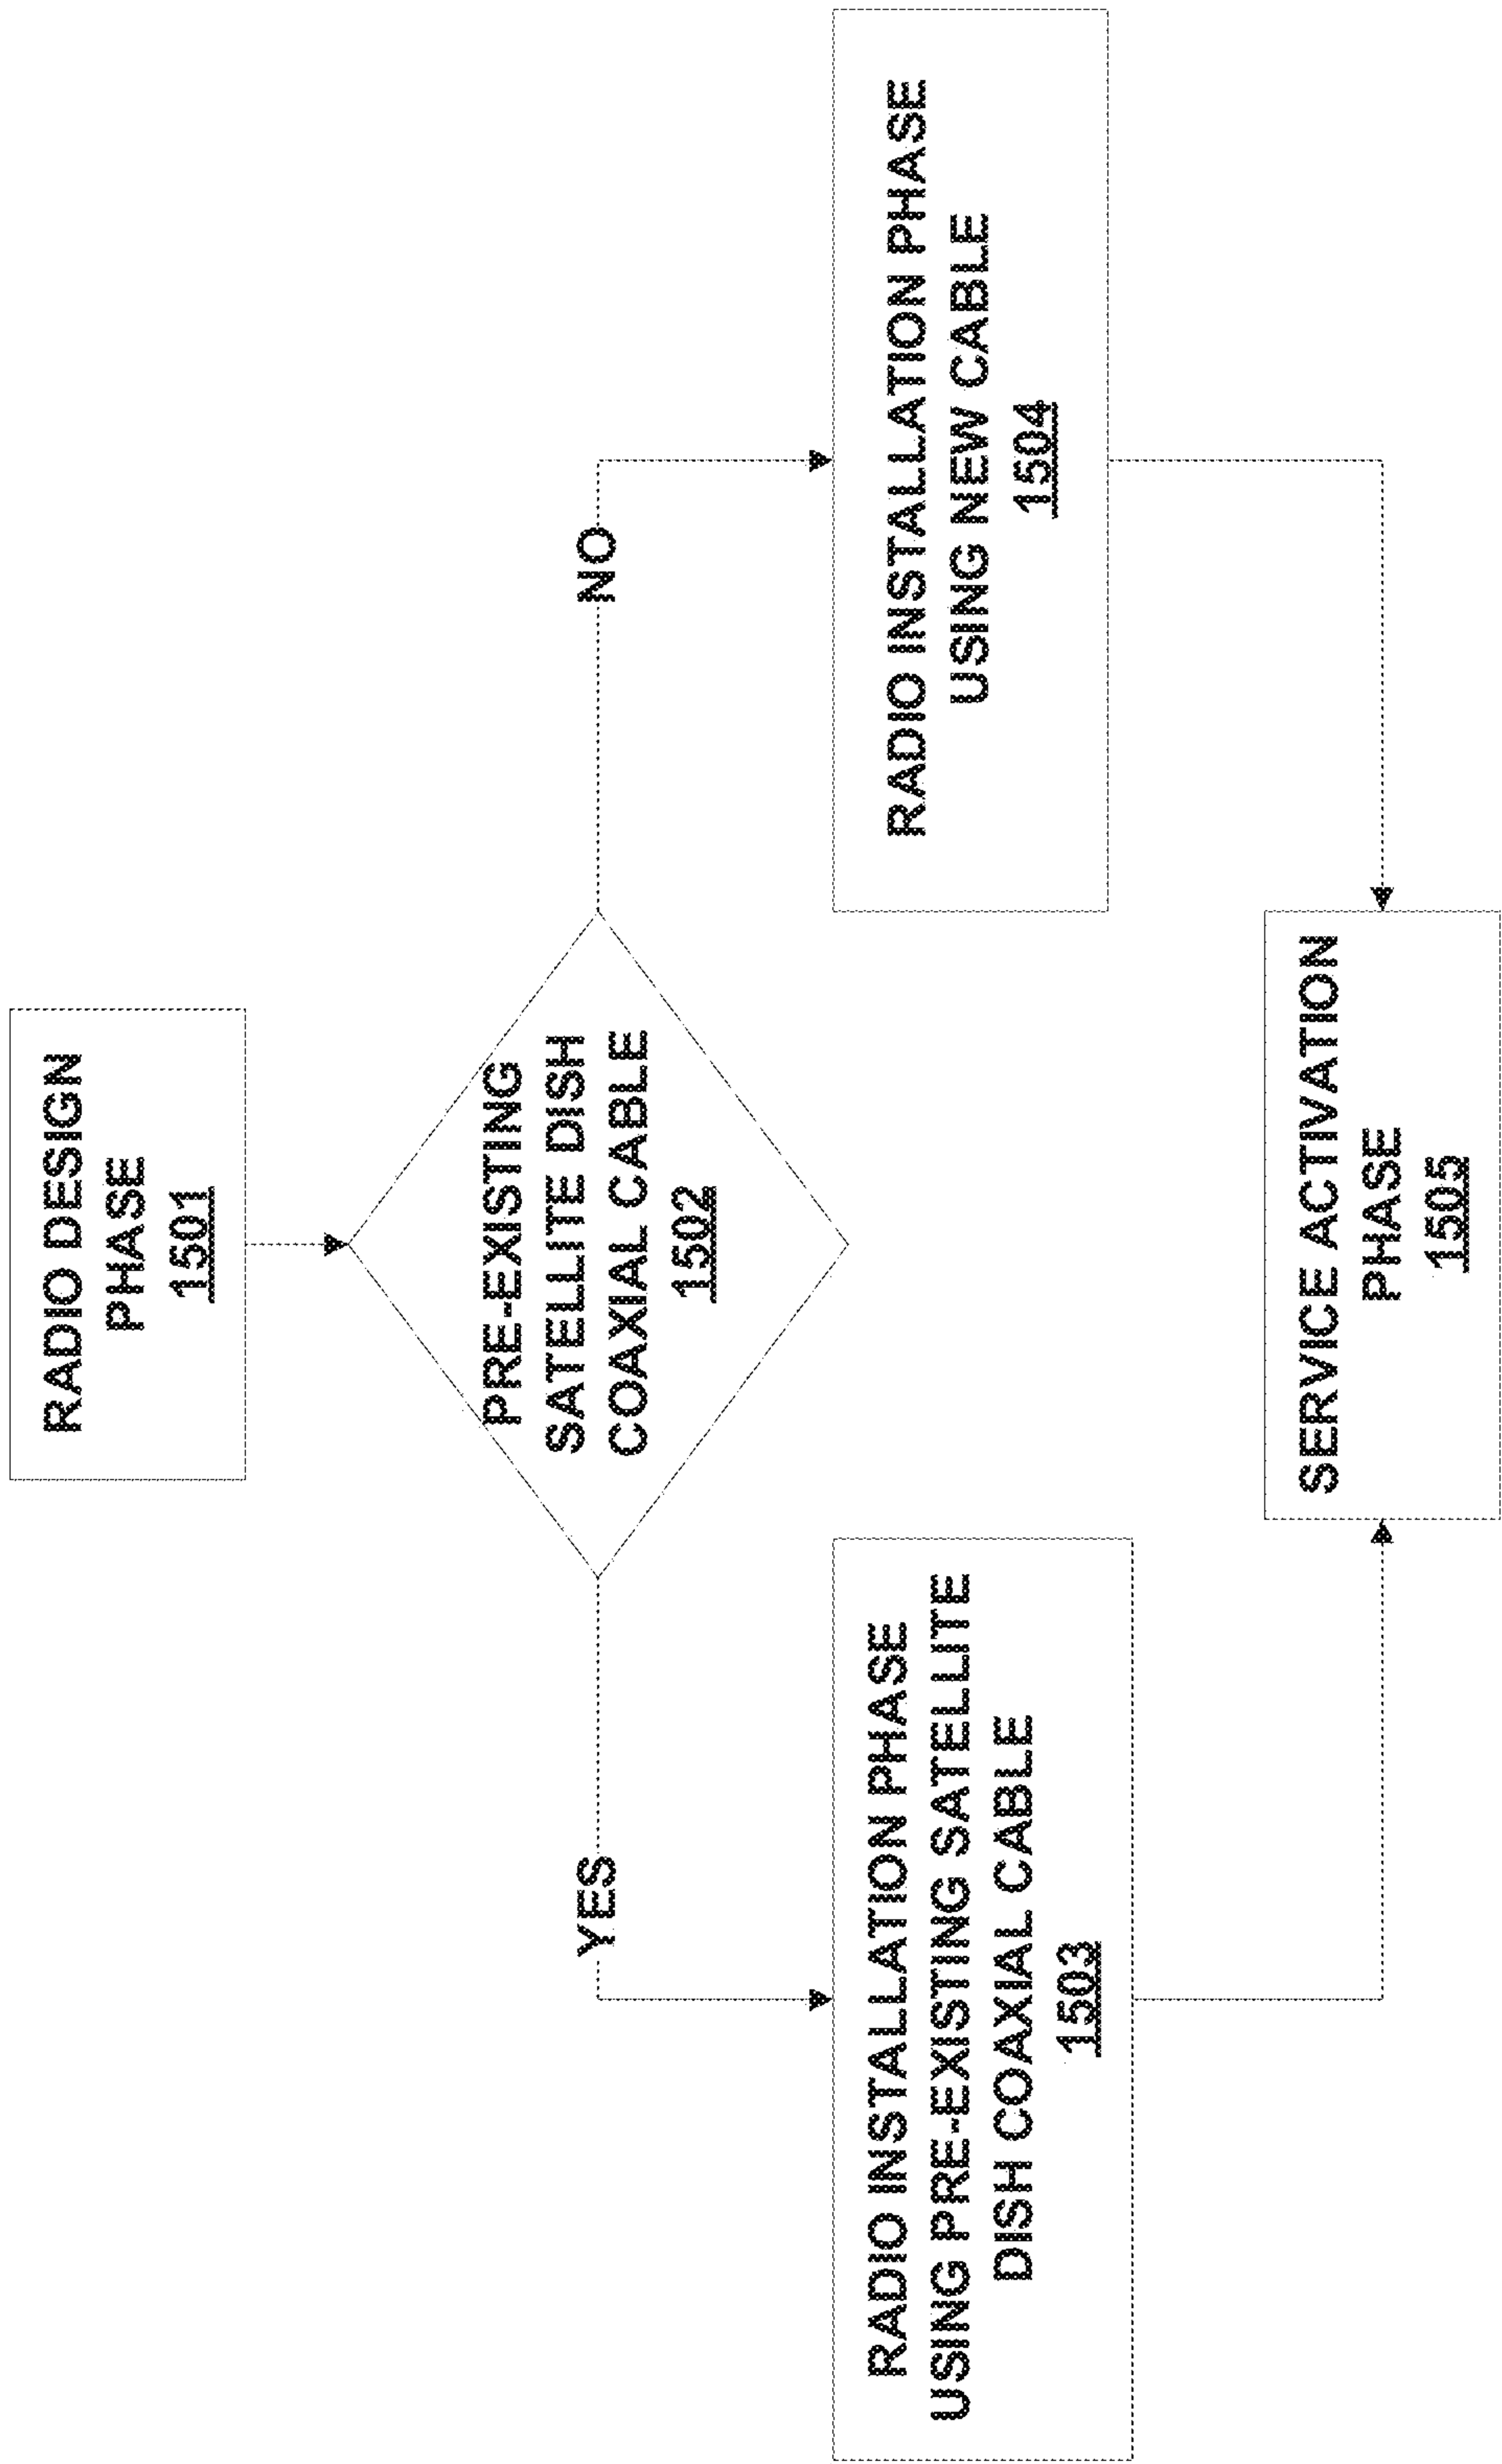 RADIO DESIGN
PHASE
1501
PRE-EXISTING
SATELLITE DISH
COAXIAL CABLE
1502
YES
NO
RADIO INSTALLATION PHASE
USING PRE-EXISTING SATELLITE
DISH COAXIAL CABLE
1503
RADIO INSTALLATION PHASE
USING NEW CABLE
1504
SERVICE ACTIVATION
PHASE
1505